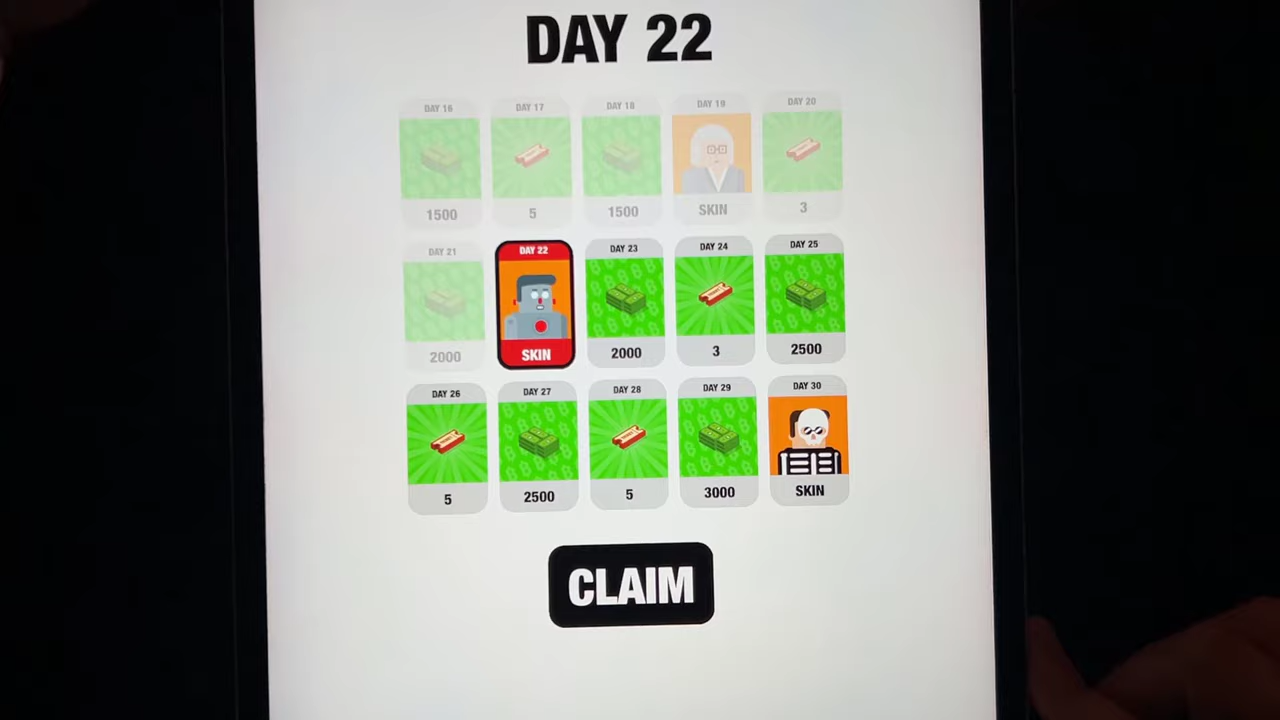 DAY 22
DAY 16 DAY 17 DAY 18 DAY 19 DAY 20
1500 5 1500 SKIN 3
DAY 21 DAY 22 DAY 23 DAY 24 DAY 25
2000 SKIN 2000 3 2500
DAY 26 DAY 27 DAY 28 DAY 29 DAY 30
5 2500 5 3000 SKIN
CLAIM